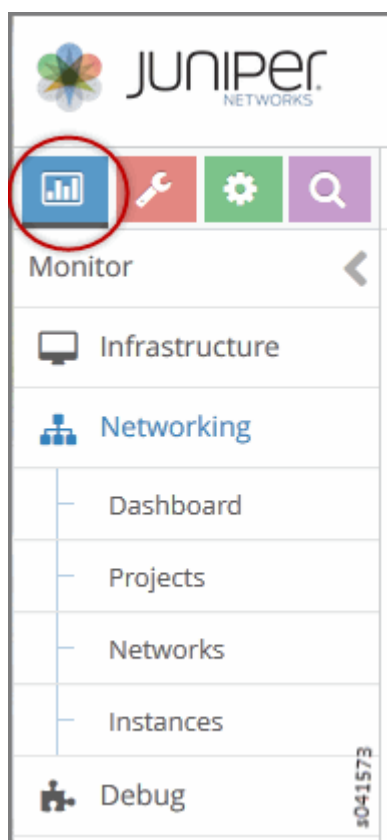 JUNIPER
NETWORKS
Monitor
Infrastructure
Networking
Dashboard
Projects
Networks
Instances
Debug
s041573